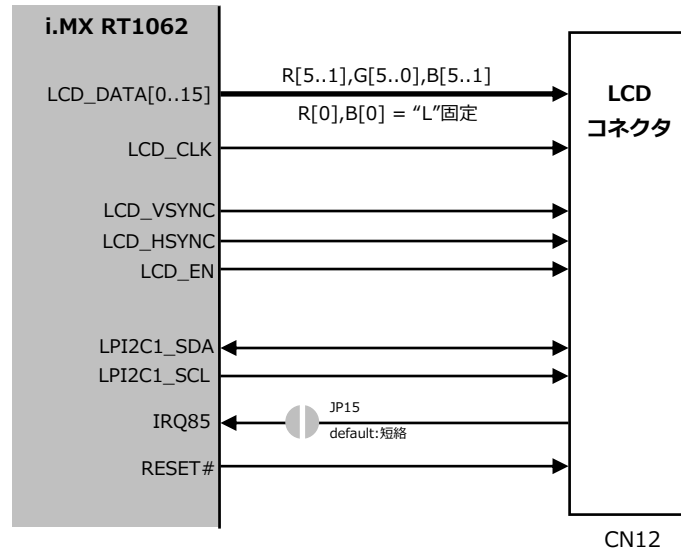 i.MX RT1062
LCD_DATA[0..15]
R[5..1],G[5..0],B[5..1]
R[0],B[0] = “L”固定
LCD
コネクタ
LCD_CLK
LCD_VSYNC
LCD_HSYNC
LCD_EN
LPI2C1_SDA
LPI2C1_SCL
IRQ85
JP15
default:短絡
RESET#
CN12